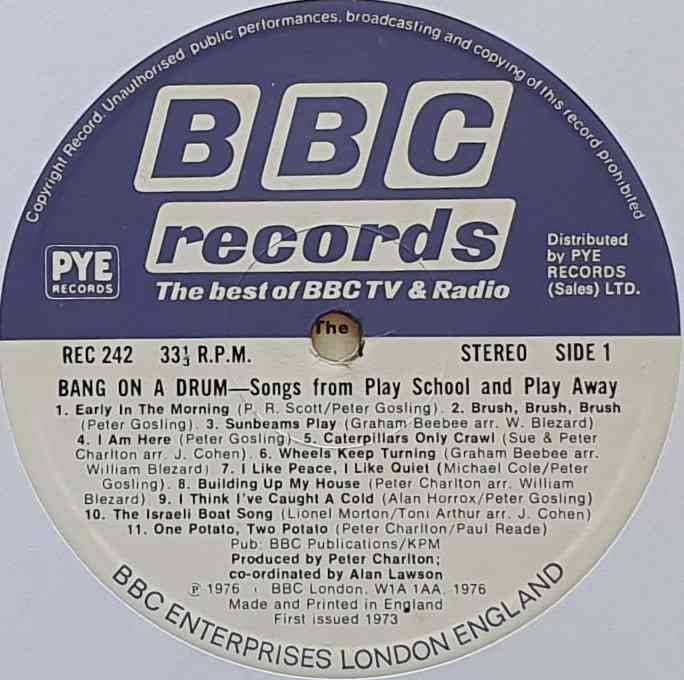 Copyright Record. Unauthorised public performances, broadcasting and copying of this record prohibited
BBC
records
The best of BBC TV & Radio
PYE
RECORDS
Distributed
by PYE
RECORDS
(Sales) LTD.
The
REC 242 33⅓ R.P.M. STEREO SIDE 1
BANG ON A DRUM—Songs from Play School and Play Away
1. Early In The Morning (P. R. Scott/Peter Gosling). 2. Brush, Brush, Brush
(Peter Gosling). 3. Sunbeams Play (Graham Beebee arr. W. Blezard)
4. I Am Here (Peter Gosling) 5. Caterpillars Only Crawl (Sue & Peter
Charlton arr. J. Cohen). 6. Wheels Keep Turning (Graham Beebee arr.
William Blezard) 7. I Like Peace, I Like Quiet (Michael Cole/Peter
Gosling). 8. Building Up My House (Peter Charlton arr. William
Blezard). 9. I Think I've Caught A Cold (Alan Horrox/Peter Gosling)
10. The Israeli Boat Song (Lionel Morton/Toni Arthur arr. J. Cohen)
11. One Potato, Two Potato (Peter Charlton/Paul Reade)
Pub: BBC Publications/KPM
Produced by Peter Charlton;
co-ordinated by Alan Lawson
℗ 1976 BBC London, W1A 1AA. 1976
Made and Printed in England
First issued 1973
BBC ENTERPRISES LONDON ENGLAND